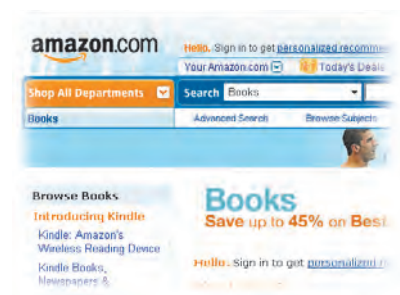 amazon.com
Hello. Sign in to get personalized recomme
Your Amazon.com Today's Deals
Shop All Departments Search Books
Books Advanced Search Browse Subjects
Browse Books
Introducing Kindle
Kindle: Amazon's
Wireless Reading Device
Kindle Books,
Newspapers &
Books
Save up to 45% on Bes
Hello. Sign in to get personalized r